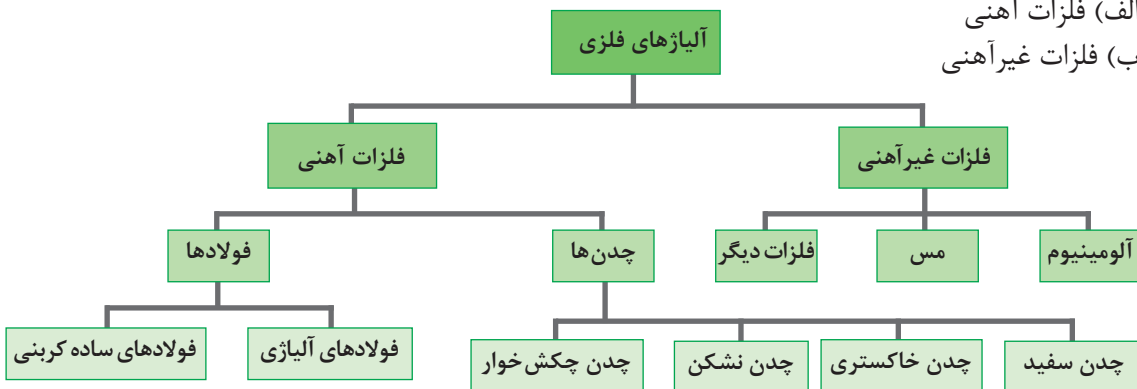 الف) فلزات آهنی
ب) فلزات غیرآهنی
آلیاژهای فلزی
فلزات غیرآهنی
فلزات آهنی
آلومینیوم
مس
فلزات دیگر
چدن‌ها
فولادها
چدن سفید
چدن خاکستری
چدن نشکن
چدن چکش‌خوار
فولادهای آلیاژی
فولادهای ساده کربنی